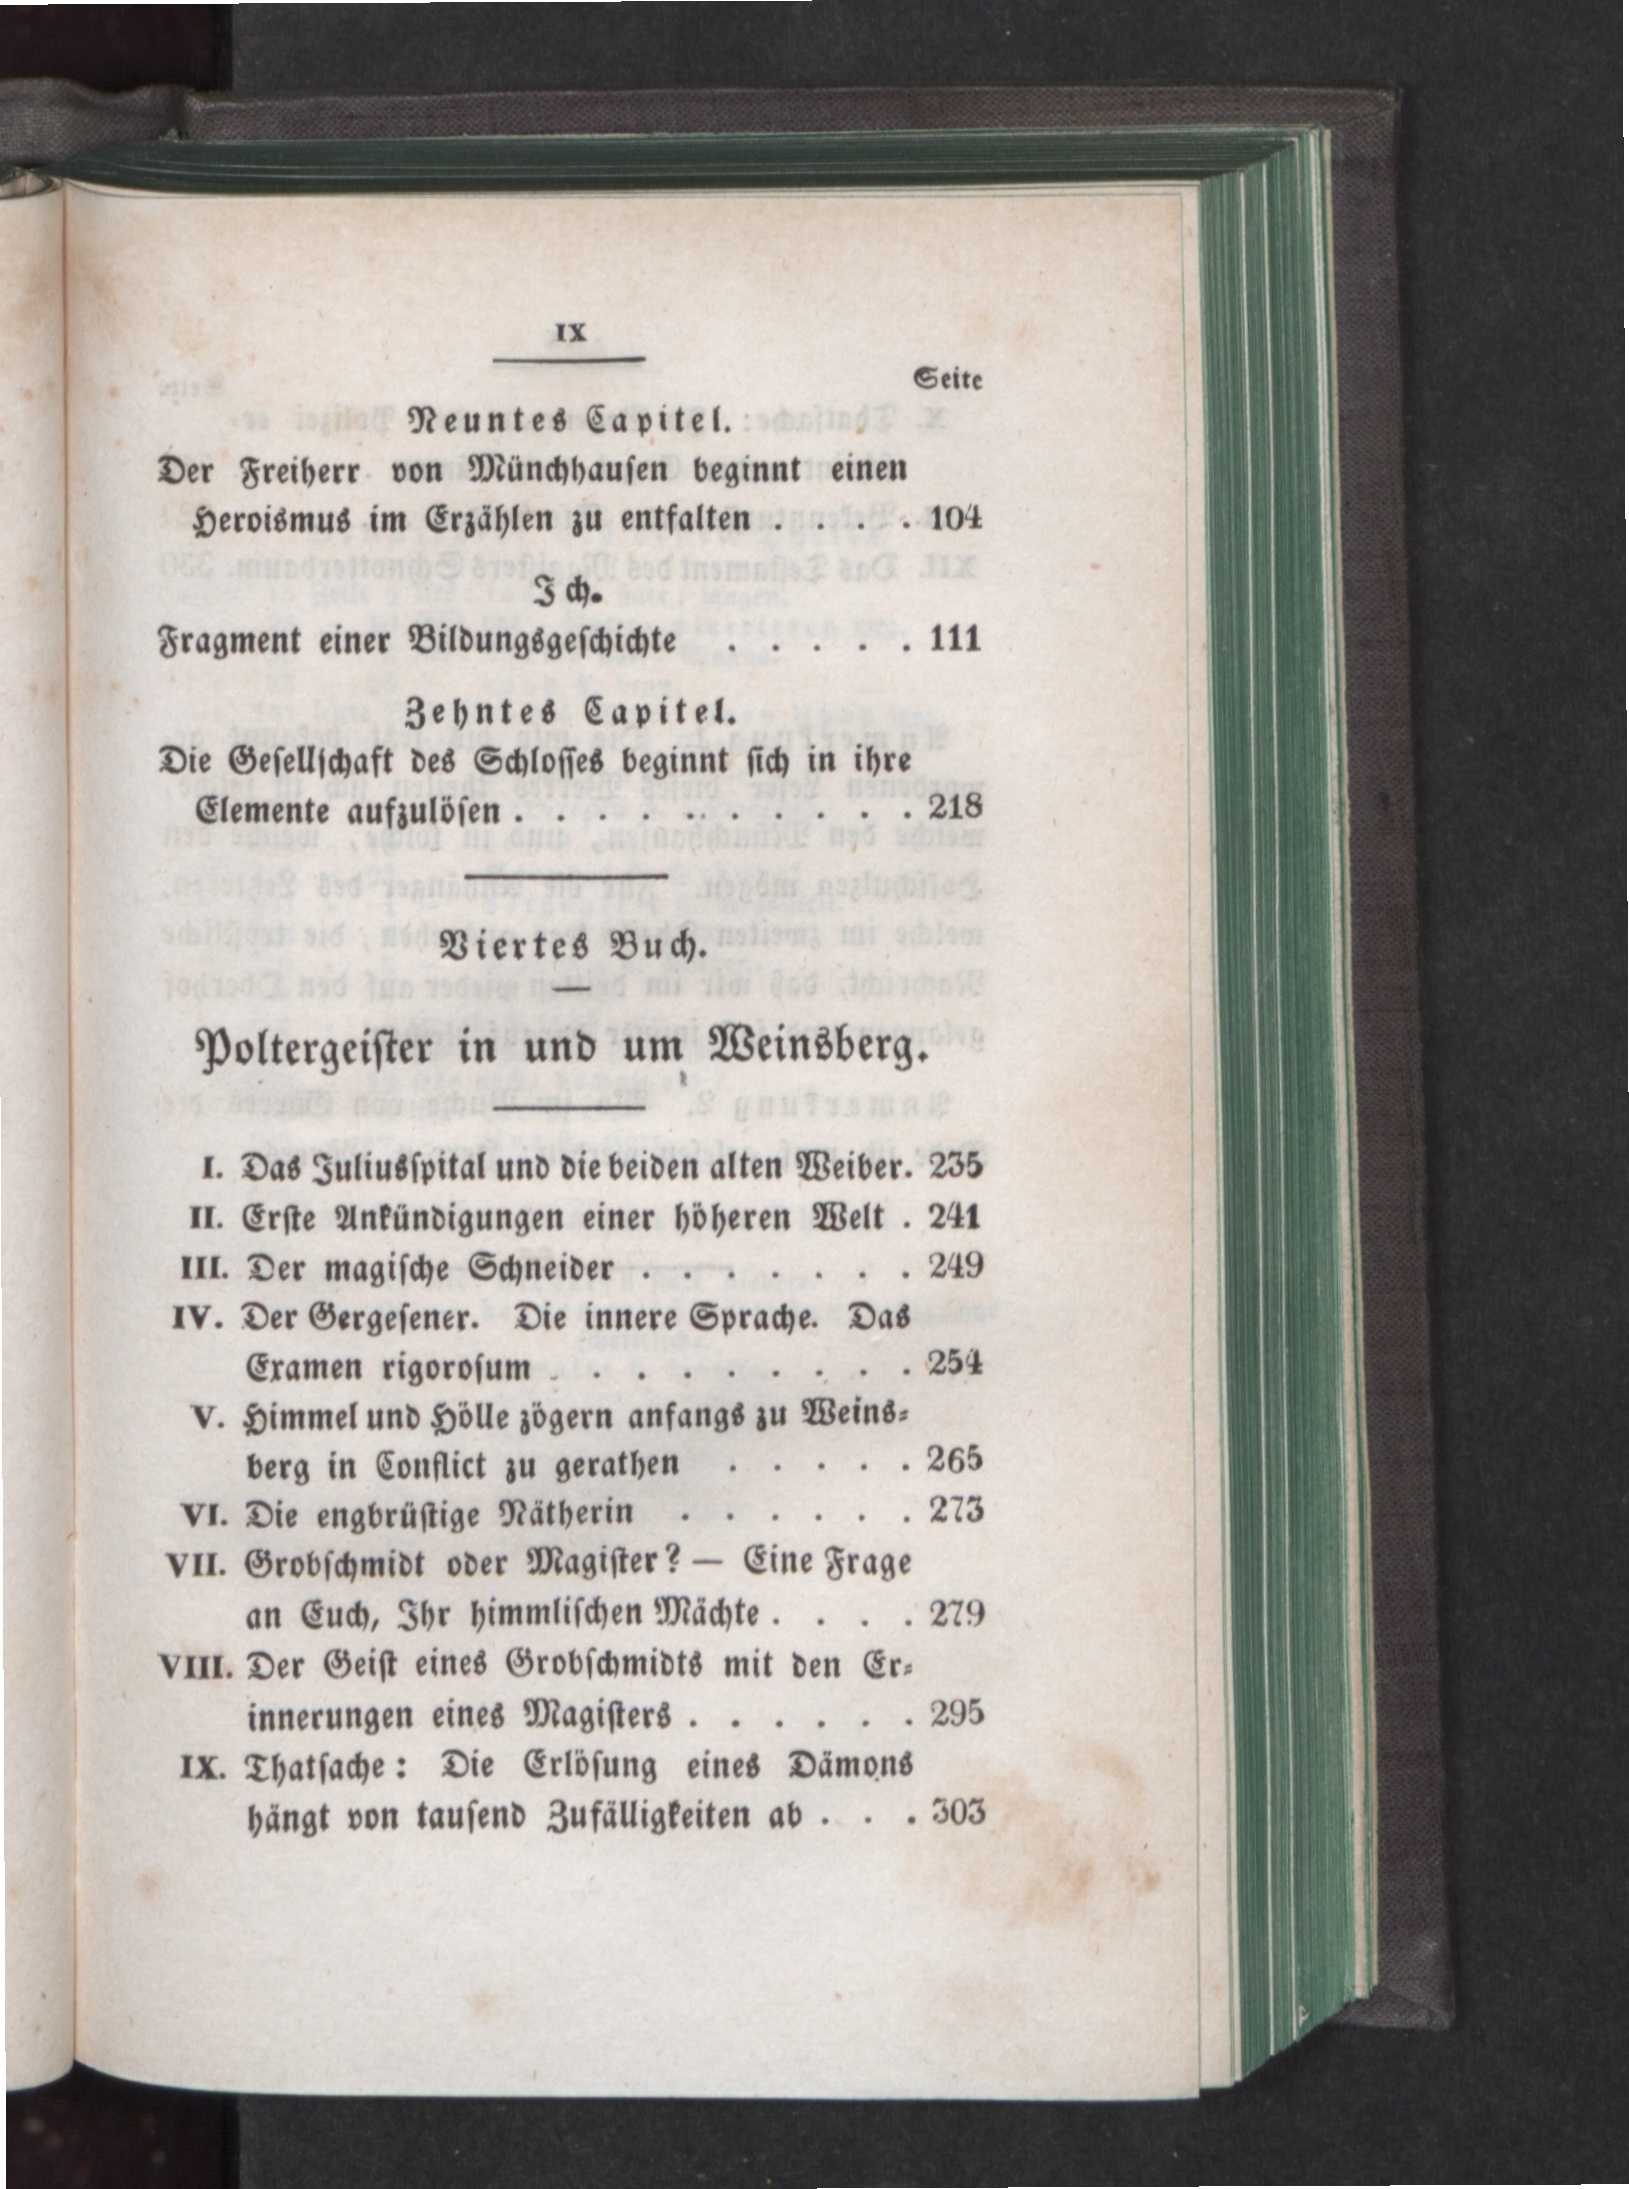 IX
Seite
Neuntes Capitel.
Der Freiherr von Münchhauſen beginnt einen
Heroismus im Erzählen zu entfalten . . . . 104
Ich.
Fragment einer Bildungsgeſchichte . . . . . 111
Zehntes Capitel.
Die Geſellſchaft des Schloſſes beginnt ſich in ihre
Elemente aufzulöſen . . . . . . . . . . 218
Viertes Buch.
Poltergeiſter in und um Weinsberg.
I. Das Juliusſpital und die beiden alten Weiber. 235
II. Erſte Ankündigungen einer höheren Welt . 241
III. Der magiſche Schneider . . . . . . . 249
IV. Der Gergeſener. Die innere Sprache. Das
Examen rigoroſum . . . . . . . . . 254
V. Himmel und Hölle zögern anfangs zu Weins⸗
berg in Conflict zu gerathen . . . . . 265
VI. Die engbrüſtige Nätherin . . . . . . 273
VII. Grobſchmidt oder Magiſter? — Eine Frage
an Euch, Ihr himmliſchen Mächte . . . . 279
VIII. Der Geiſt eines Grobſchmidts mit den Er⸗
innerungen eines Magiſters . . . . . . 295
IX. Thatſache: Die Erlöſung eines Dämons
hängt von tauſend Zufälligkeiten ab . . . 303